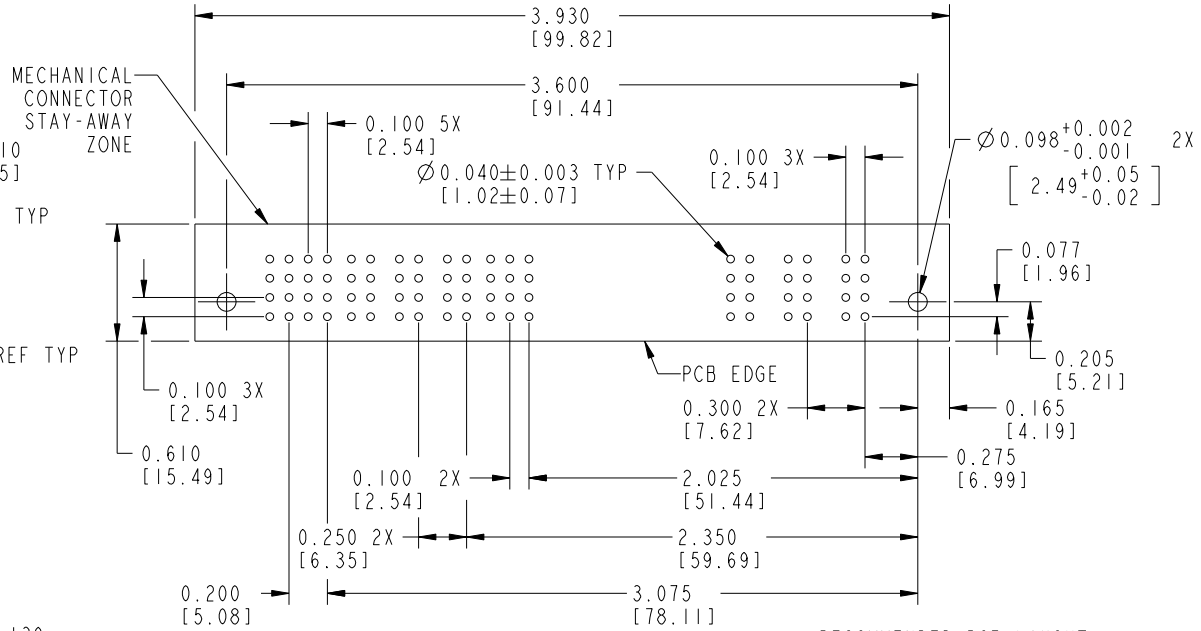 3.930
[99.82]
MECHANICAL
CONNECTOR
STAY-AWAY
ZONE
3.600
[91.44]
0.100 5X
[2.54]
Ø0.040±0.003 TYP
[1.02±0.07]
0.100 3X
[2.54]
Ø0.098 +0.002 -0.001 2X
[2.49 +0.05 -0.02]
10
5]
TYP
0.077
[1.96]
REF TYP
0.205
[5.21]
PCB EDGE
0.100 3X
[2.54]
0.300 2X
[7.62]
0.165
[4.19]
0.610
[15.49]
0.275
[6.99]
0.100 2X
[2.54]
2.025
[51.44]
0.250 2X
[6.35]
2.350
[59.69]
0.200
[5.08]
3.075
[78.11]